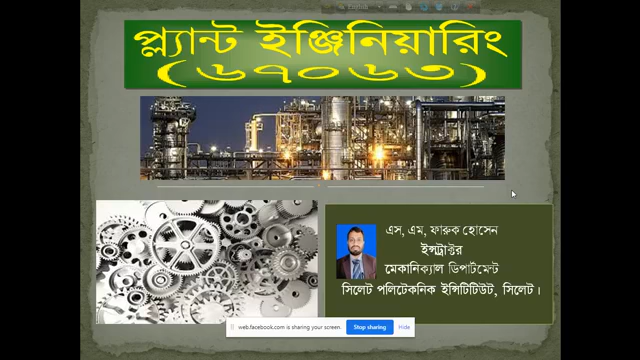 English
প্ল্যান্ট ইঞ্জিনিয়ারিং
(৬৭০৬৩)
এস, এম, ফারুক হোসেন
ইন্সট্রাক্টর
মেকানিক্যাল ডিপার্টমেন্ট
সিলেট পলিটেকনিক ইন্সিটিটিউট, সিলেট।
web.facebook.com is sharing your screen. Stop sharing Hide